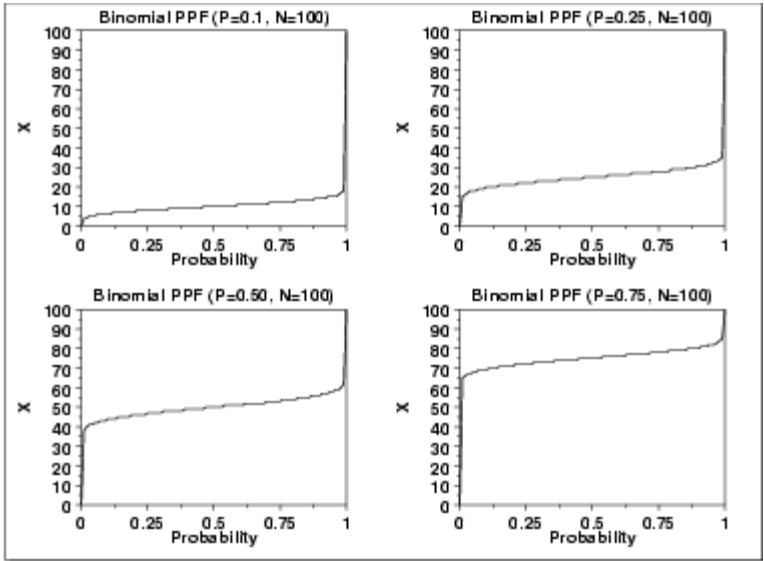 Binomial PPF (P=0.1, N=100)
100
90
80
70
60
50
40
30
20
10
0
X
0 0.25 0.5 0.75 1
Probability
Binomial PPF (P=0.25, N=100)
100
90
80
70
60
50
40
30
20
10
0
X
0 0.25 0.5 0.75 1
Probability
Binomial PPF (P=0.50, N=100)
100
90
80
70
60
50
40
30
20
10
0
X
0 0.25 0.5 0.75 1
Probability
Binomial PPF (P=0.75, N=100)
100
90
80
70
60
50
40
30
20
10
0
X
0 0.25 0.5 0.75 1
Probability